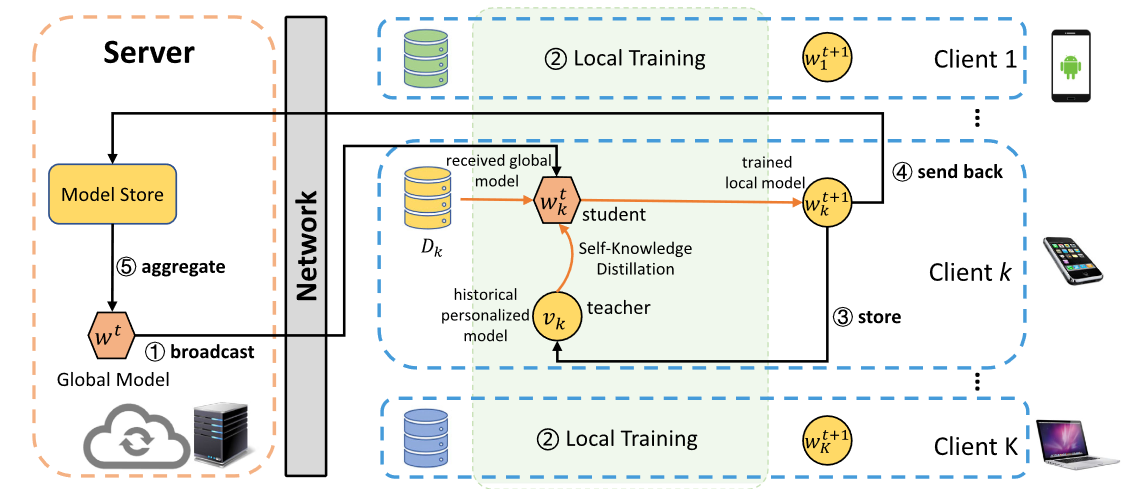 Server
Model Store
⑤ aggregate
w^t
① broadcast
Global Model
Network
② Local Training
w_1^{t+1}
Client 1
received global
model
D_k
w_k^t
student
Self-Knowledge
Distillation
historical
personalized
model
v_k
teacher
trained
local model
w_k^{t+1}
④ send back
③ store
Client k
② Local Training
w_K^{t+1}
Client K